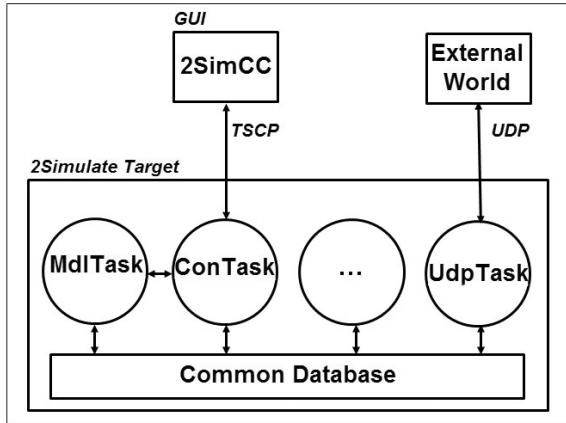 GUI
2SimCC
External
World
TSCP
UDP
2Simulate Target
MdlTask
ConTask
...
UdpTask
Common Database